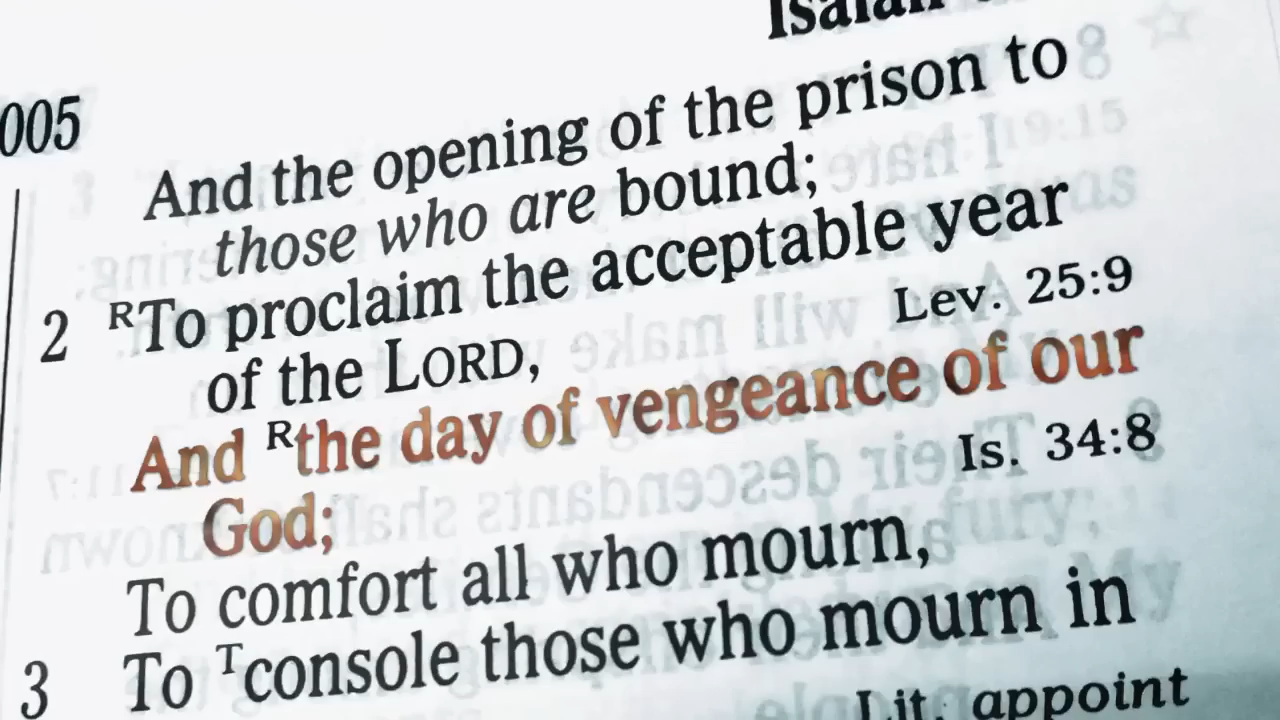 Isaiah
005
And the opening of the prison to
those who are bound;
2 RTo proclaim the acceptable year
Lev. 25:9
of the LORD,
And Rthe day of vengeance of our
Is. 34:8
God;
To comfort all who mourn,
3 To Tconsole those who mourn in
Lit. appoint